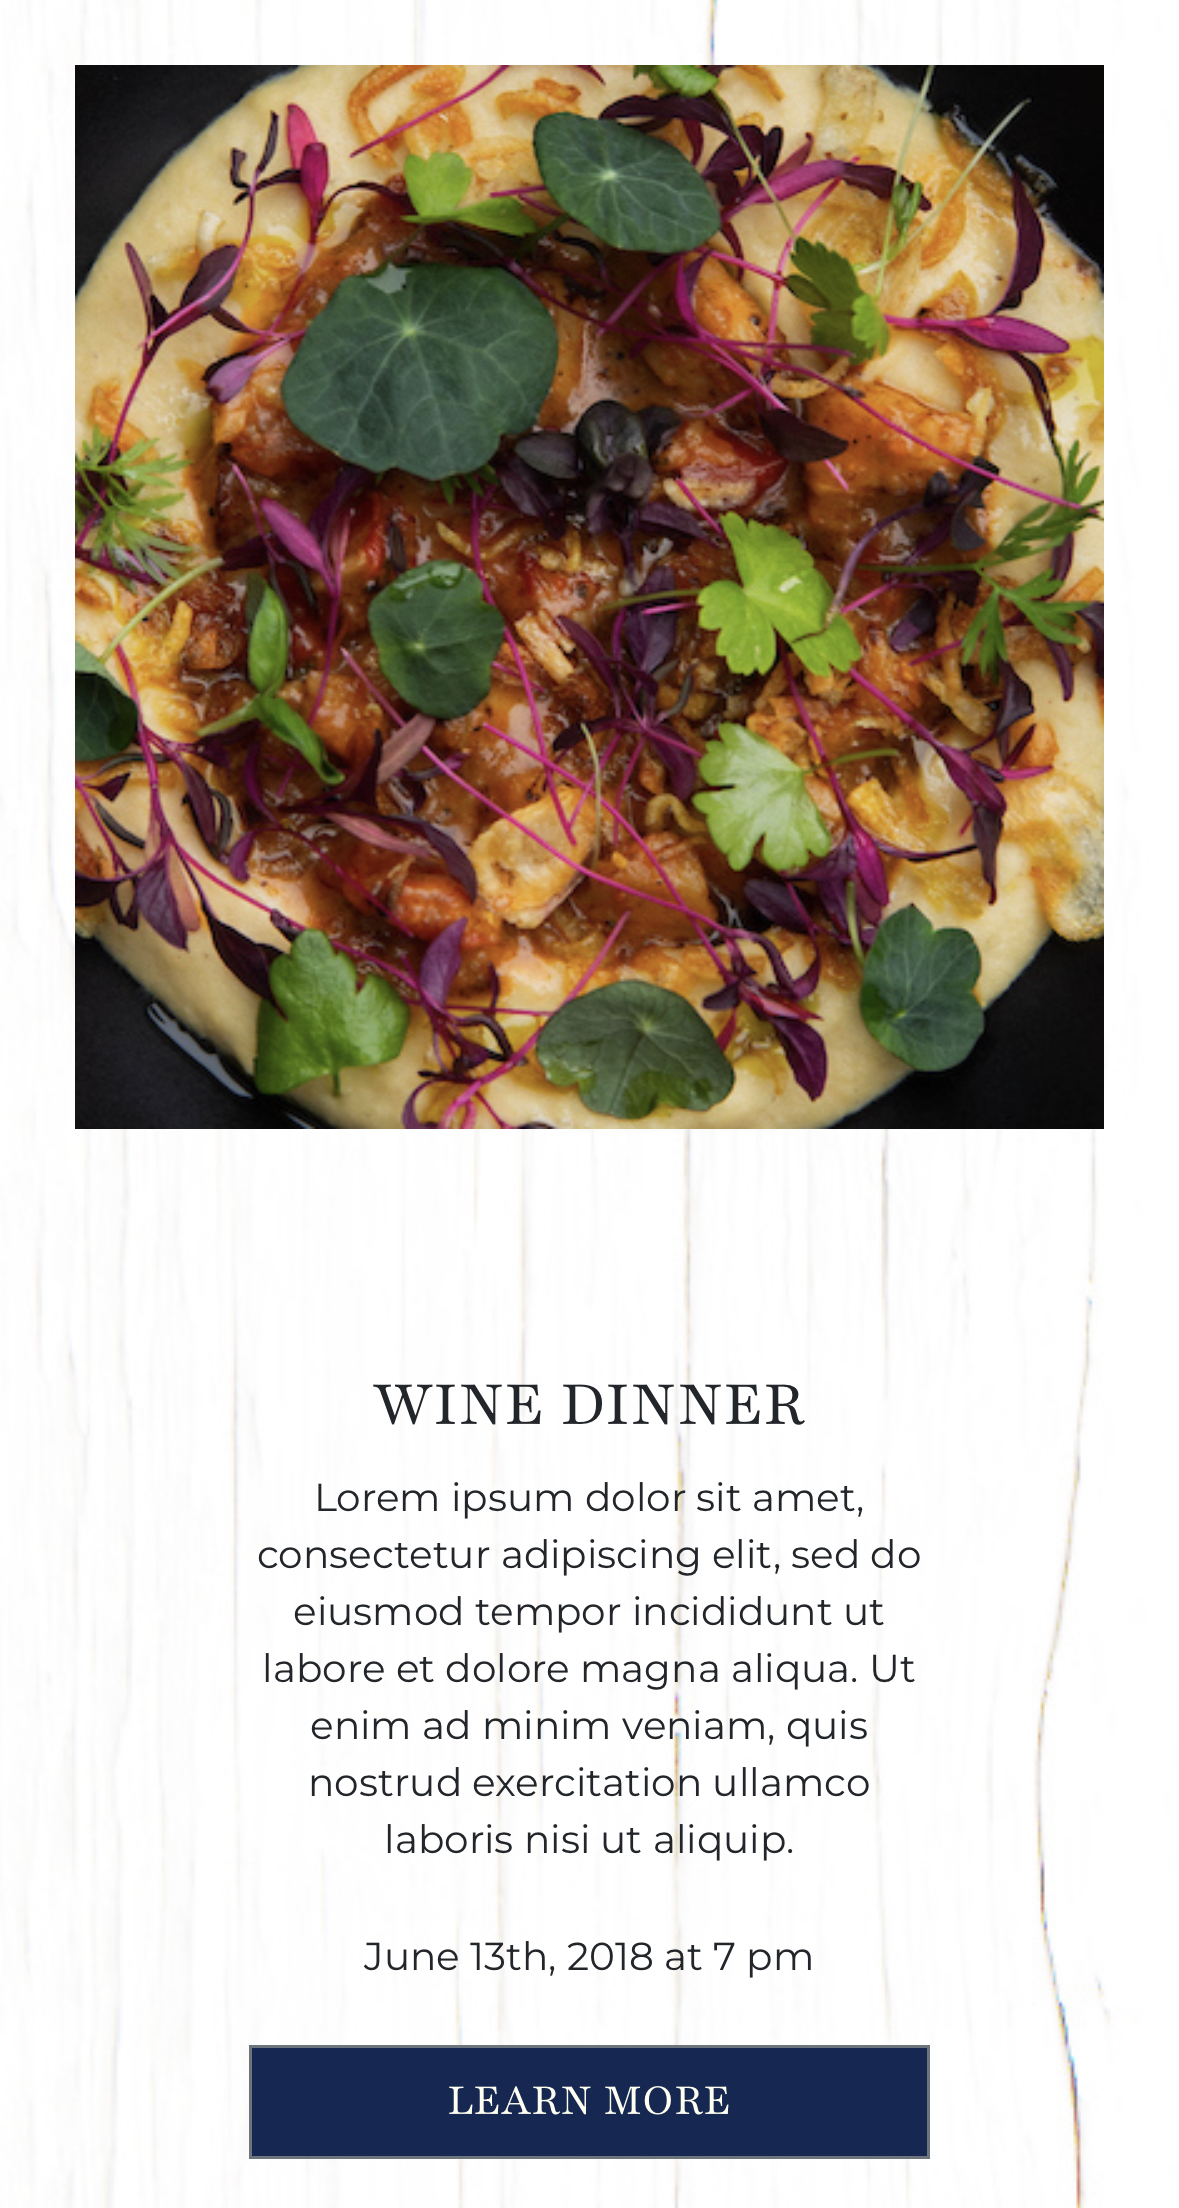 WINE DINNER
Lorem ipsum dolor sit amet,
consectetur adipiscing elit, sed do
eiusmod tempor incididunt ut
labore et dolore magna aliqua. Ut
enim ad minim veniam, quis
nostrud exercitation ullamco
laboris nisi ut aliquip.
June 13th, 2018 at 7 pm
LEARN MORE